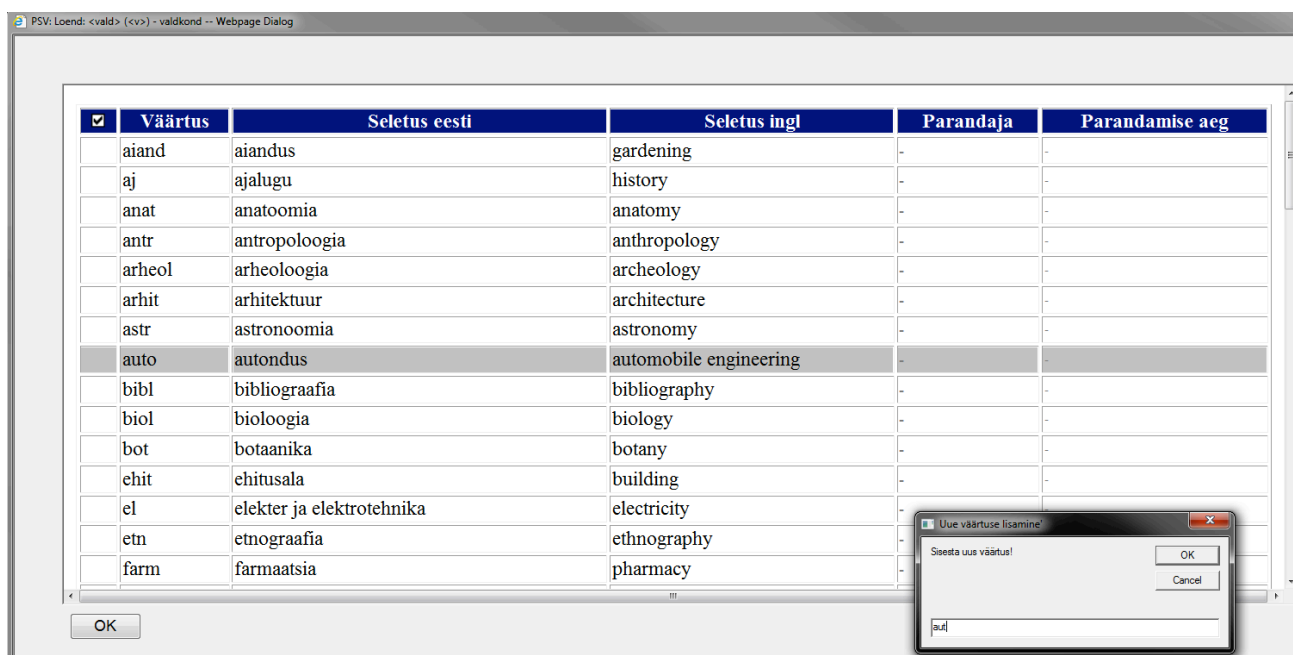 PSV: Loend: <vald> (<v>) - valdkond -- Webpage Dialog
Väärtus Seletus eesti Seletus ingl Parandaja Parandamise aeg
aiand aiandus gardening - -
aj ajalugu history - -
anat anatoomia anatomy - -
antr antropoloogia anthropology - -
arheol arheoloogia archeology - -
arhit arhitektuur architecture - -
astr astronoomia astronomy - -
auto autondus automobile engineering - -
bibl bibliograafia bibliography - -
biol bioloogia biology - -
bot botaanika botany - -
ehit ehitusala building - -
el elekter ja elektrotehnika electricity - -
etn etnograafia ethnography -
farm farmaatsia pharmacy -
Uue väärtuse lisamine'
Sisesta uus väärtus!
OK
Cancel
aut
OK